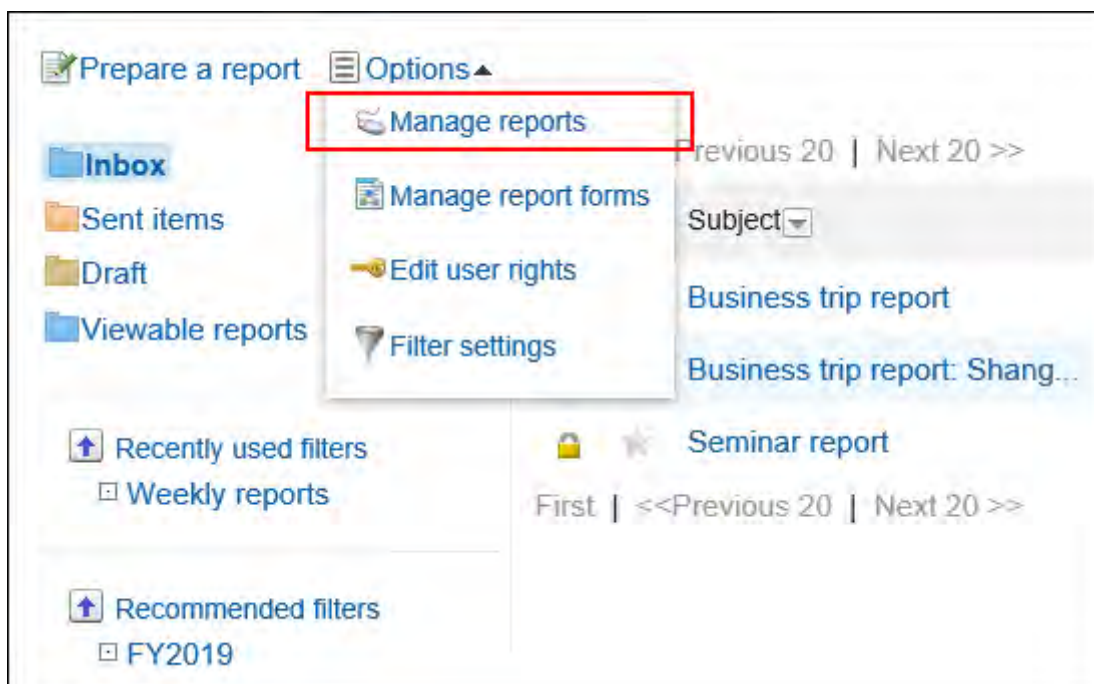 Prepare a report Options
Manage reports
Previous 20 | Next 20 >>
Inbox
Manage report forms
Sent items
Subject
Draft
Edit user rights
Business trip report
Viewable reports
Filter settings
Business trip report: Shang...
Recently used filters
Seminar report
Weekly reports
First | <<Previous 20 | Next 20 >>
Recommended filters
FY2019